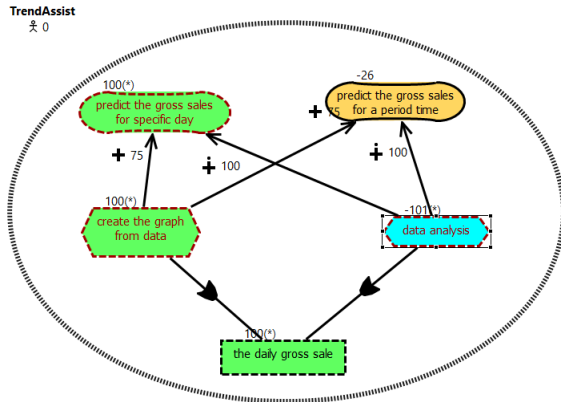 TrendAssist
0
100(*)
predict the gross sales
for specific day
-26
predict the gross sales
for a period time
75
75
100
100
100(*)
create the graph
from data
-101(*)
data analysis
100(*)
the daily gross sale